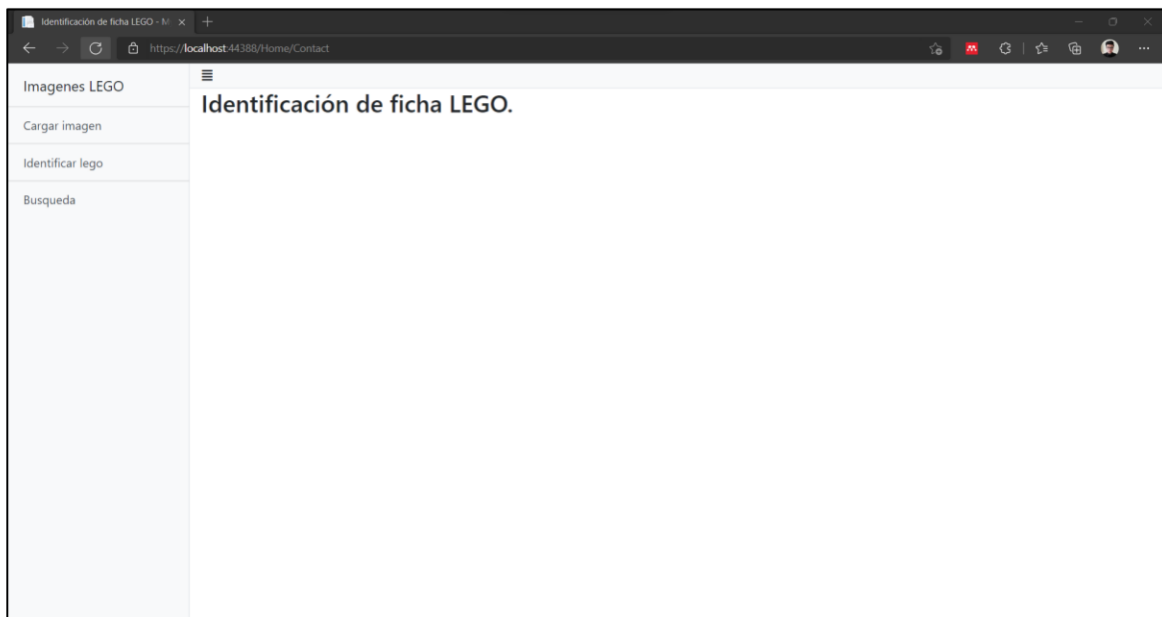 Identificación de ficha LEGO - M
https://localhost:44388/Home/Contact
Imagenes LEGO
Identificación de ficha LEGO.
Cargar imagen
Identificar lego
Busqueda